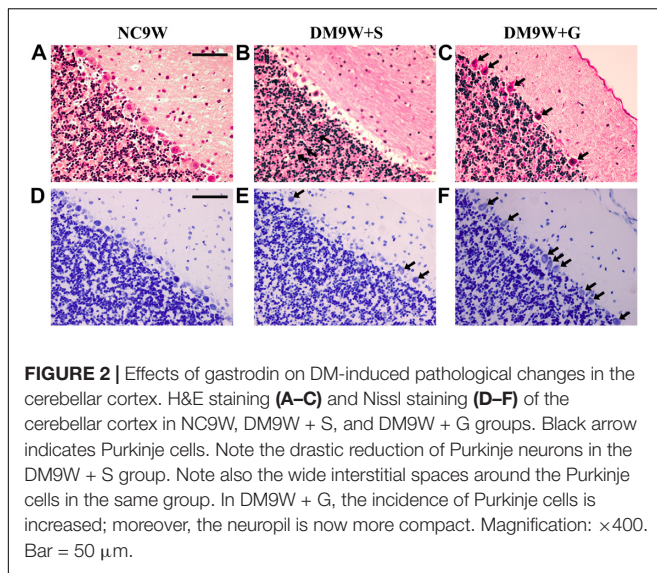 NC9W DM9W+S DM9W+G
A B C
D E F
FIGURE 2 | Effects of gastrodin on DM-induced pathological changes in the
cerebellar cortex. H&E staining (A–C) and Nissl staining (D–F) of the
cerebellar cortex in NC9W, DM9W + S, and DM9W + G groups. Black arrow
indicates Purkinje cells. Note the drastic reduction of Purkinje neurons in the
DM9W + S group. Note also the wide interstitial spaces around the Purkinje
cells in the same group. In DM9W + G, the incidence of Purkinje cells is
increased; moreover, the neuropil is now more compact. Magnification: ×400.
Bar = 50 μm.